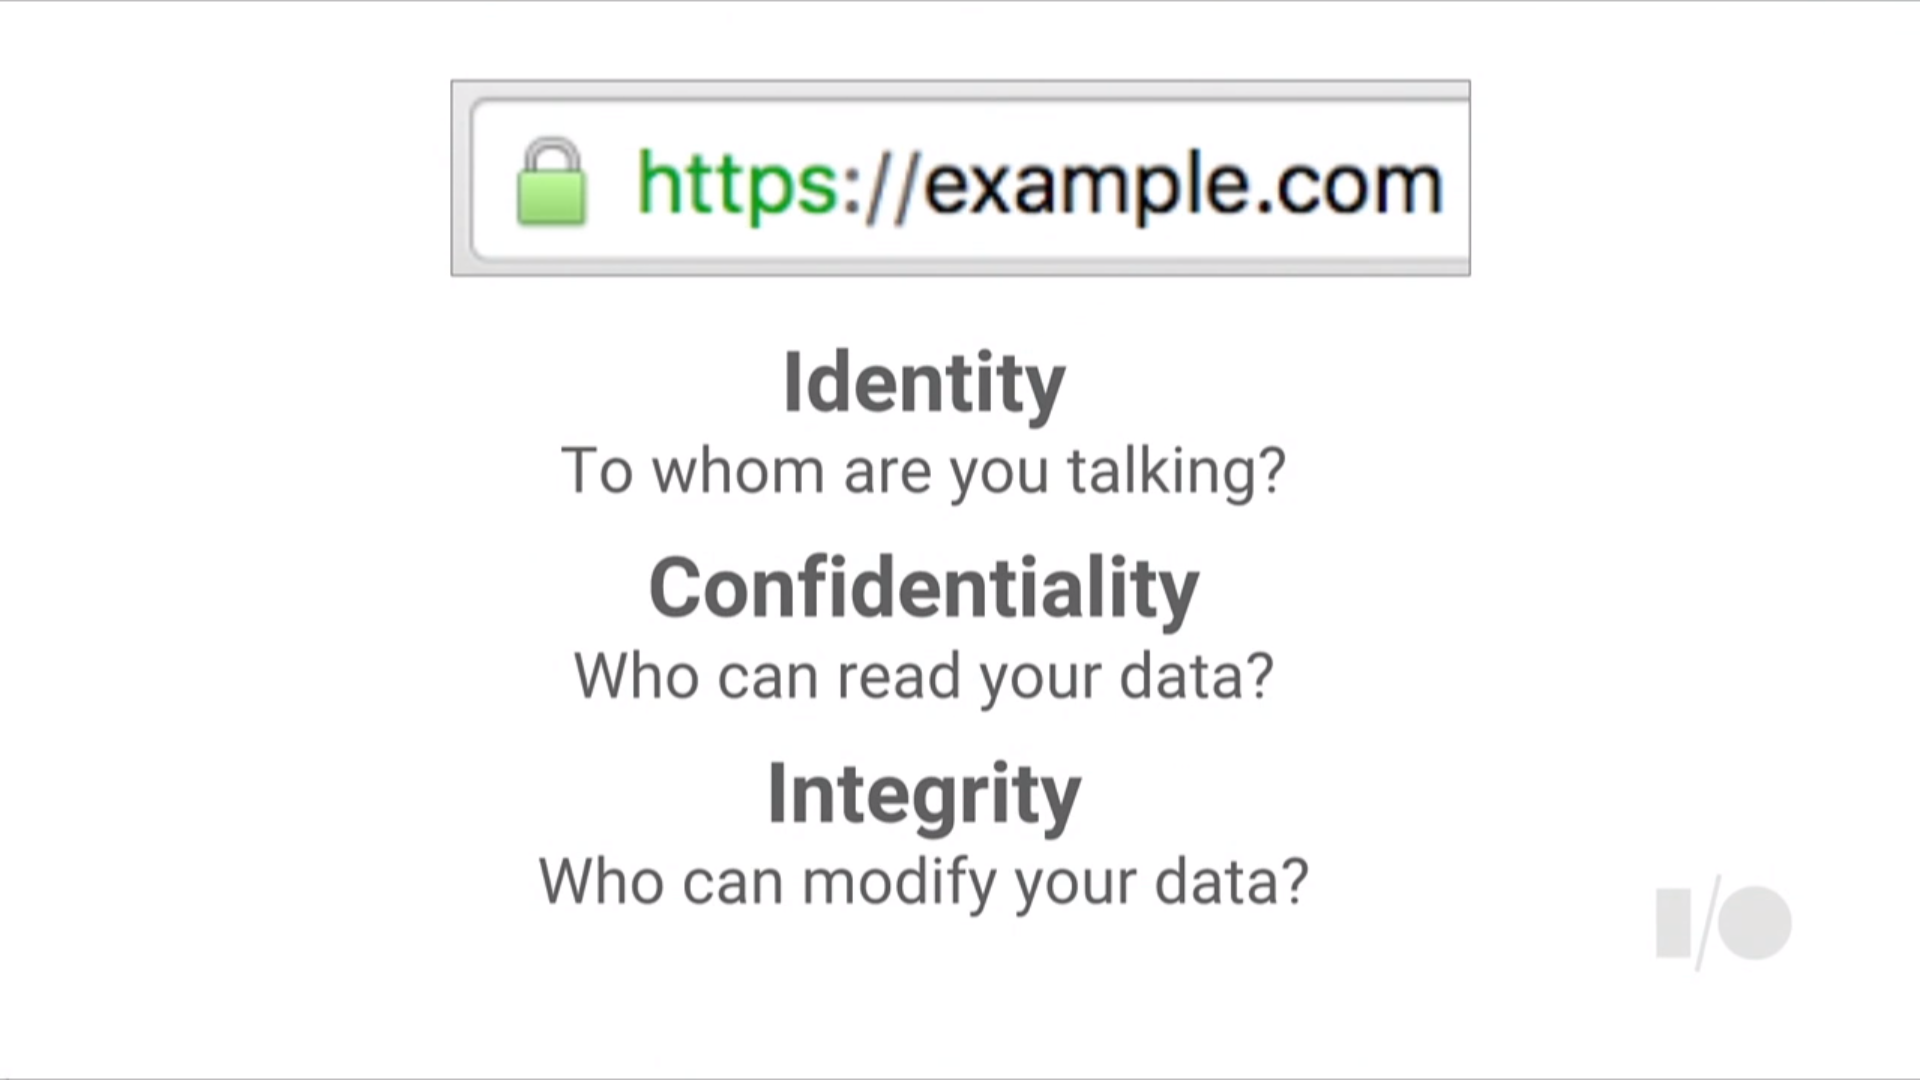 https://example.com
Identity
To whom are you talking?
Confidentiality
Who can read your data?
Integrity
Who can modify your data?
I/O